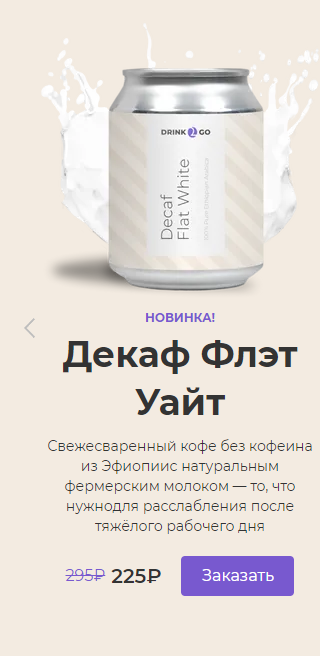 DRINK 2 GO
Decaf
Flat White
НОВИНКА!
Декаф Флэт
Уайт
Свежесваренный кофе без кофеина
из Эфиопиис натуральным
фермерским молоком — то, что
нужнодля расслабления после
тяжёлого рабочего дня
295₽ 225₽ Заказать